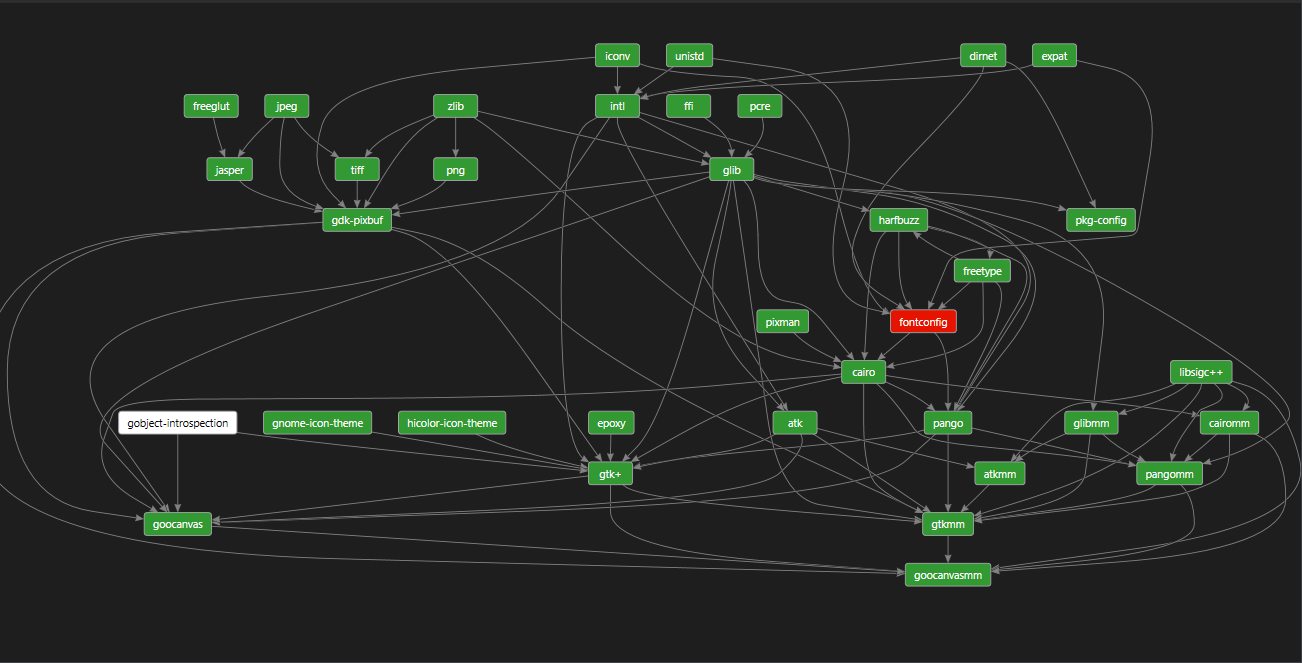 iconv
unistd
dirnet
expat
freeglut
jpeg
zlib
intl
ffi
pcre
jasper
tiff
png
glib
gdk-pixbuf
harfbuzz
pkg-config
freetype
pixman
fontconfig
cairo
libsigc++
gobject-introspection
gnome-icon-theme
hicolor-icon-theme
epoxy
atk
pango
glibmm
cairomm
gtk+
atkmm
pangomm
goocanvas
gtkmm
goocanvasmm